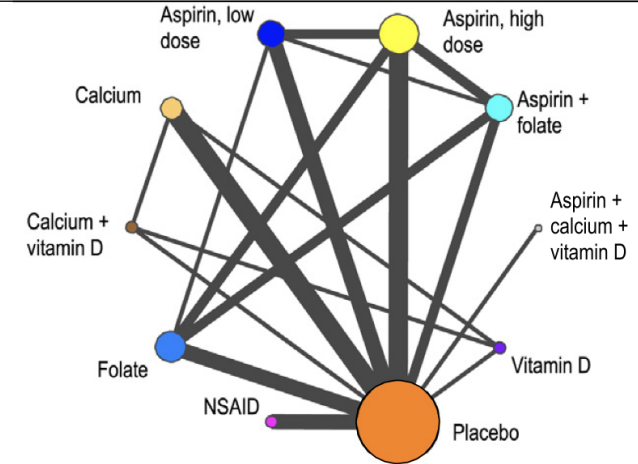 Aspirin, low
dose
Aspirin, high
dose
Calcium
Aspirin +
folate
Calcium +
vitamin D
Aspirin +
calcium +
vitamin D
Folate
Vitamin D
NSAID
Placebo